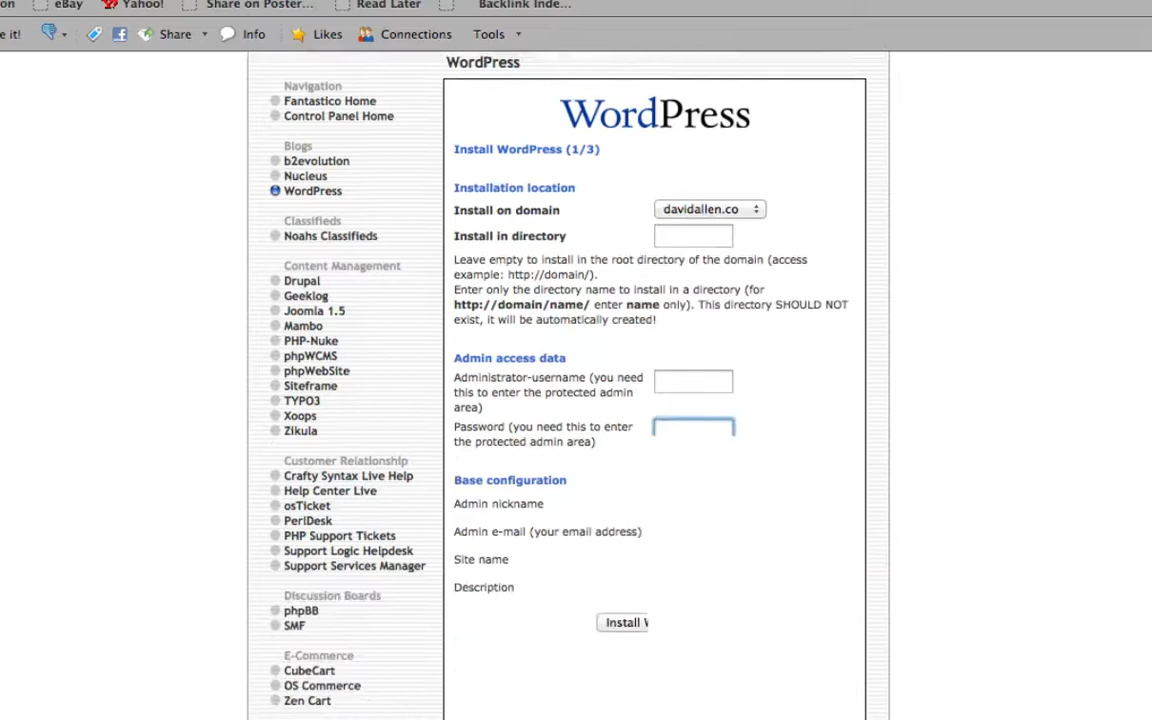 on eBay Yahoo! Share on Poster... Read Later Backlink Inde...
e it! Share Info Likes Connections Tools
WordPress
Navigation
Fantastico Home
Control Panel Home
Blogs
b2evolution
Nucleus
WordPress
Classifieds
Noahs Classifieds
Content Management
Drupal
Geeklog
Joomla 1.5
Mambo
PHP-Nuke
phpWCMS
phpWebSite
Siteframe
TYPO3
Xoops
Zikula
Customer Relationship
Crafty Syntax Live Help
Help Center Live
osTicket
PerlDesk
PHP Support Tickets
Support Logic Helpdesk
Support Services Manager
Discussion Boards
phpBB
SMF
E-Commerce
CubeCart
OS Commerce
Zen Cart
WordPress
Install WordPress (1/3)
Installation location
Install on domain davidallen.co
Install in directory
Leave empty to install in the root directory of the domain (access
example: http://domain/).
Enter only the directory name to install in a directory (for
http://domain/name/ enter name only). This directory SHOULD NOT
exist, it will be automatically created!
Admin access data
Administrator-username (you need
this to enter the protected admin
area)
Password (you need this to enter
the protected admin area)
Base configuration
Admin nickname
Admin e-mail (your email address)
Site name
Description
Install